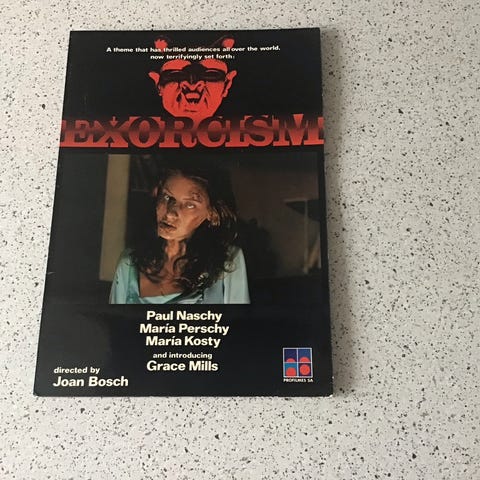 A theme that has thrilled audiences all over the world,
now terrifyingly set forth:
EXORCISM
Paul Naschy
María Perschy
María Kosty
and introducing
Grace Mills
directed by
Joan Bosch
PROFILMES SA